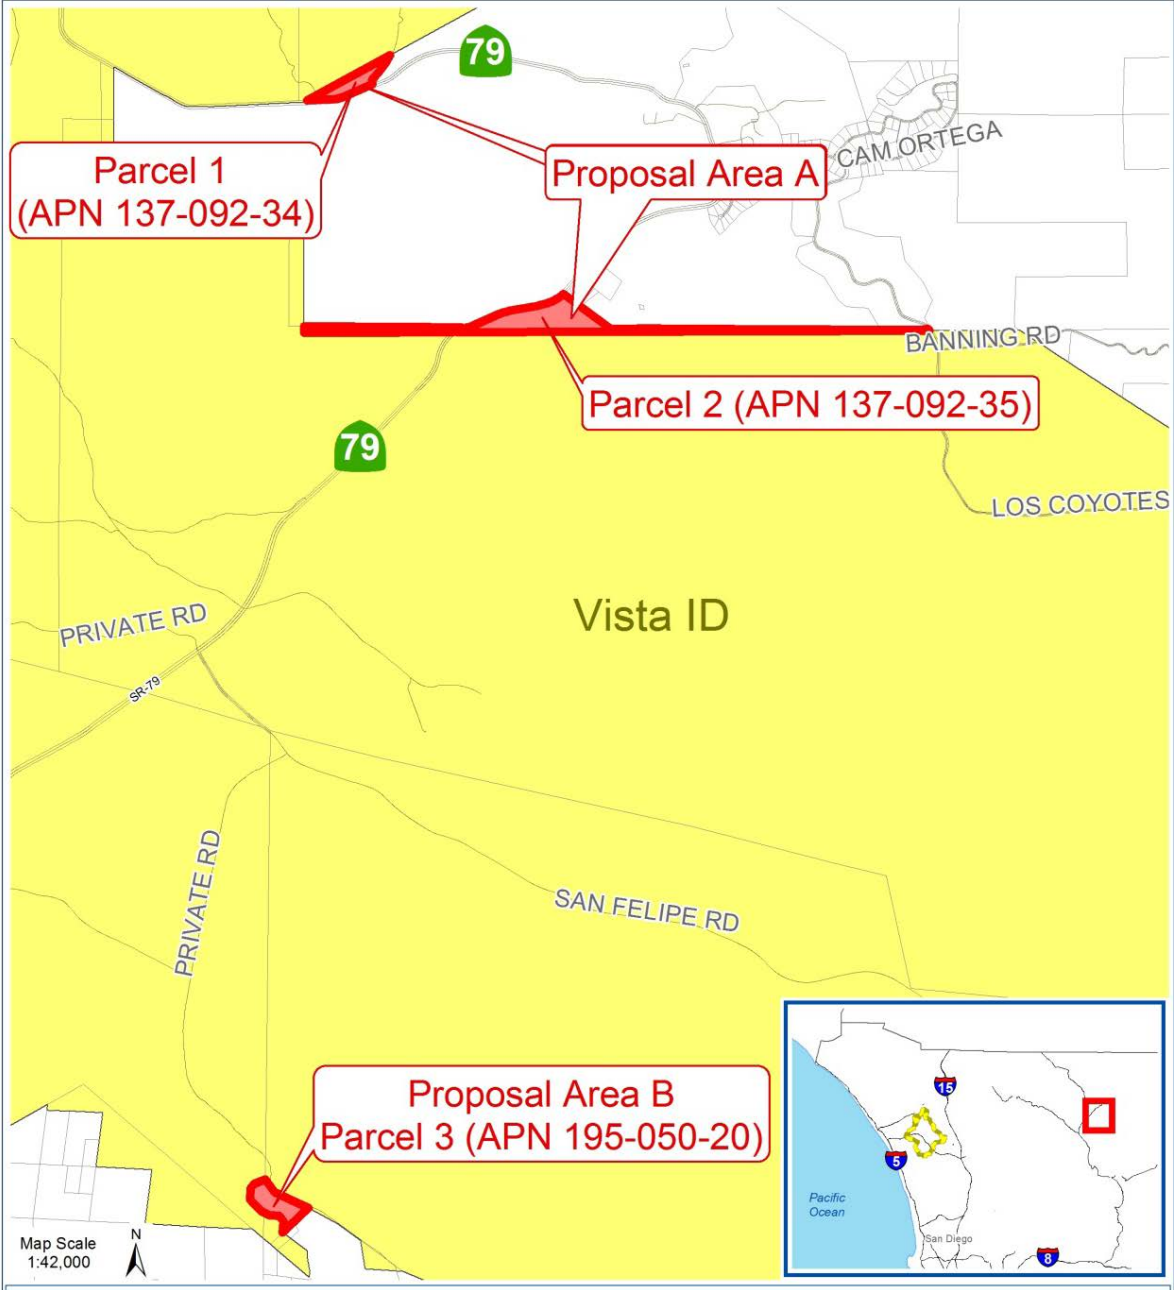 79
Parcel 1
(APN 137-092-34)
Proposal Area A
CAM ORTEGA
BANNING RD
Parcel 2 (APN 137-092-35)
79
LOS COYOTES
Vista ID
PRIVATE RD
SR-79
PRIVATE RD
SAN FELIPE RD
Proposal Area B
Parcel 3 (APN 195-050-20)
Map Scale
1:42,000
N
15
5
Pacific
Ocean
San Diego
8